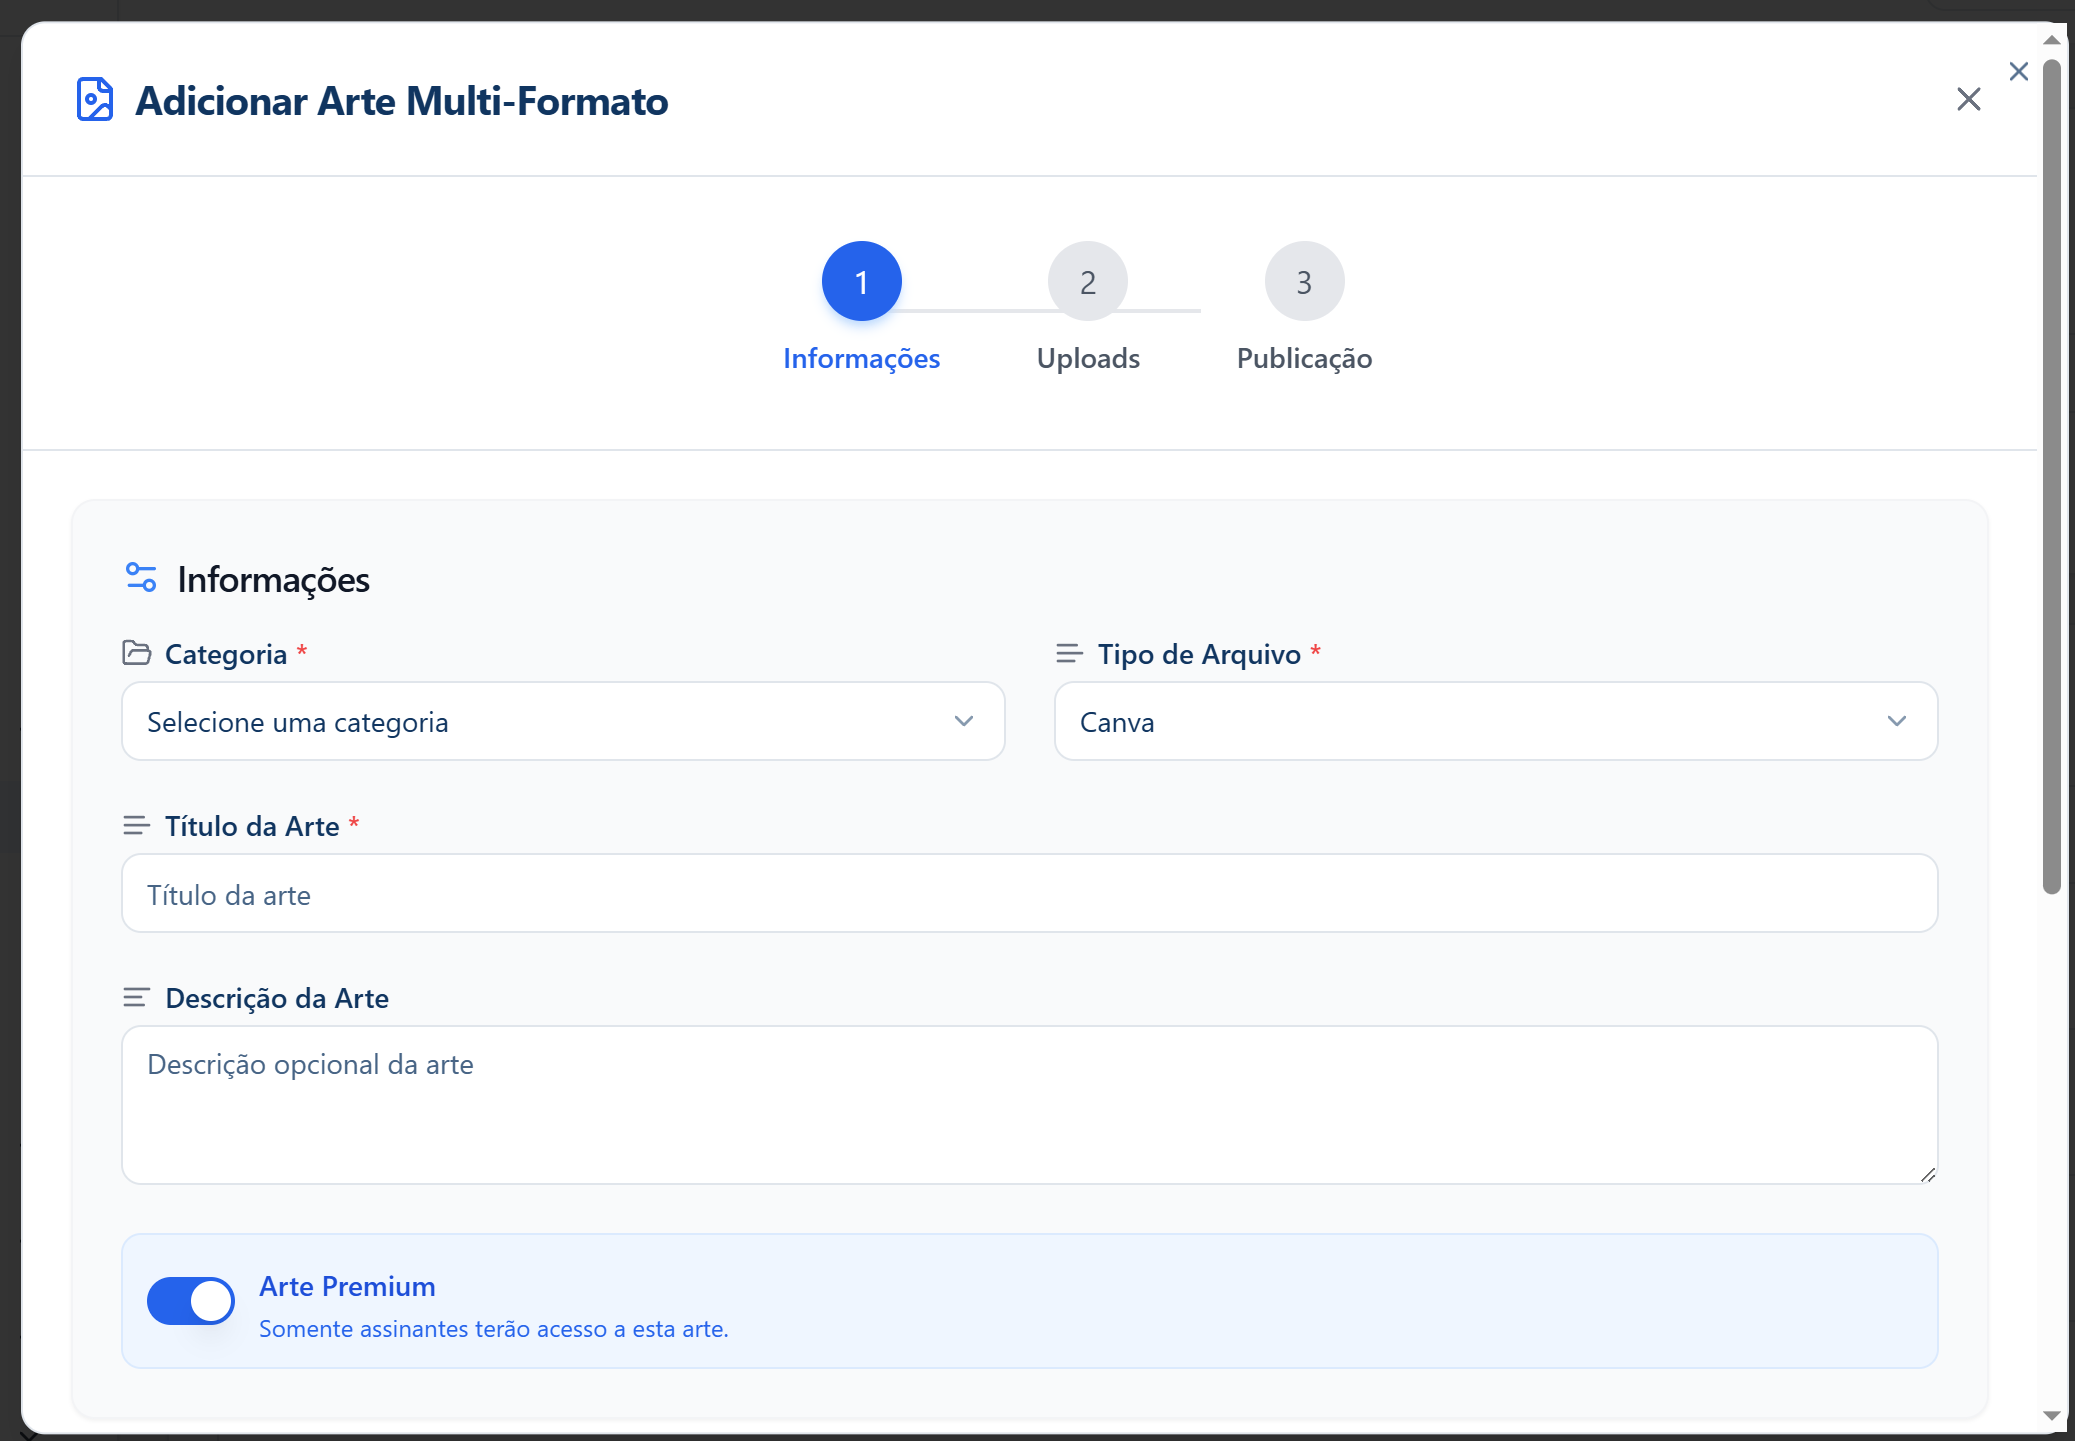 Adicionar Arte Multi-Formato
1
2
3
Informações
Uploads
Publicação
Informações
Categoria *
Tipo de Arquivo *
Selecione uma categoria
Canva
Título da Arte *
Título da arte
Descrição da Arte
Descrição opcional da arte
Arte Premium
Somente assinantes terão acesso a esta arte.